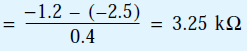 = −1.2 − (−2.5) / 0.4 = 3.25 kΩ